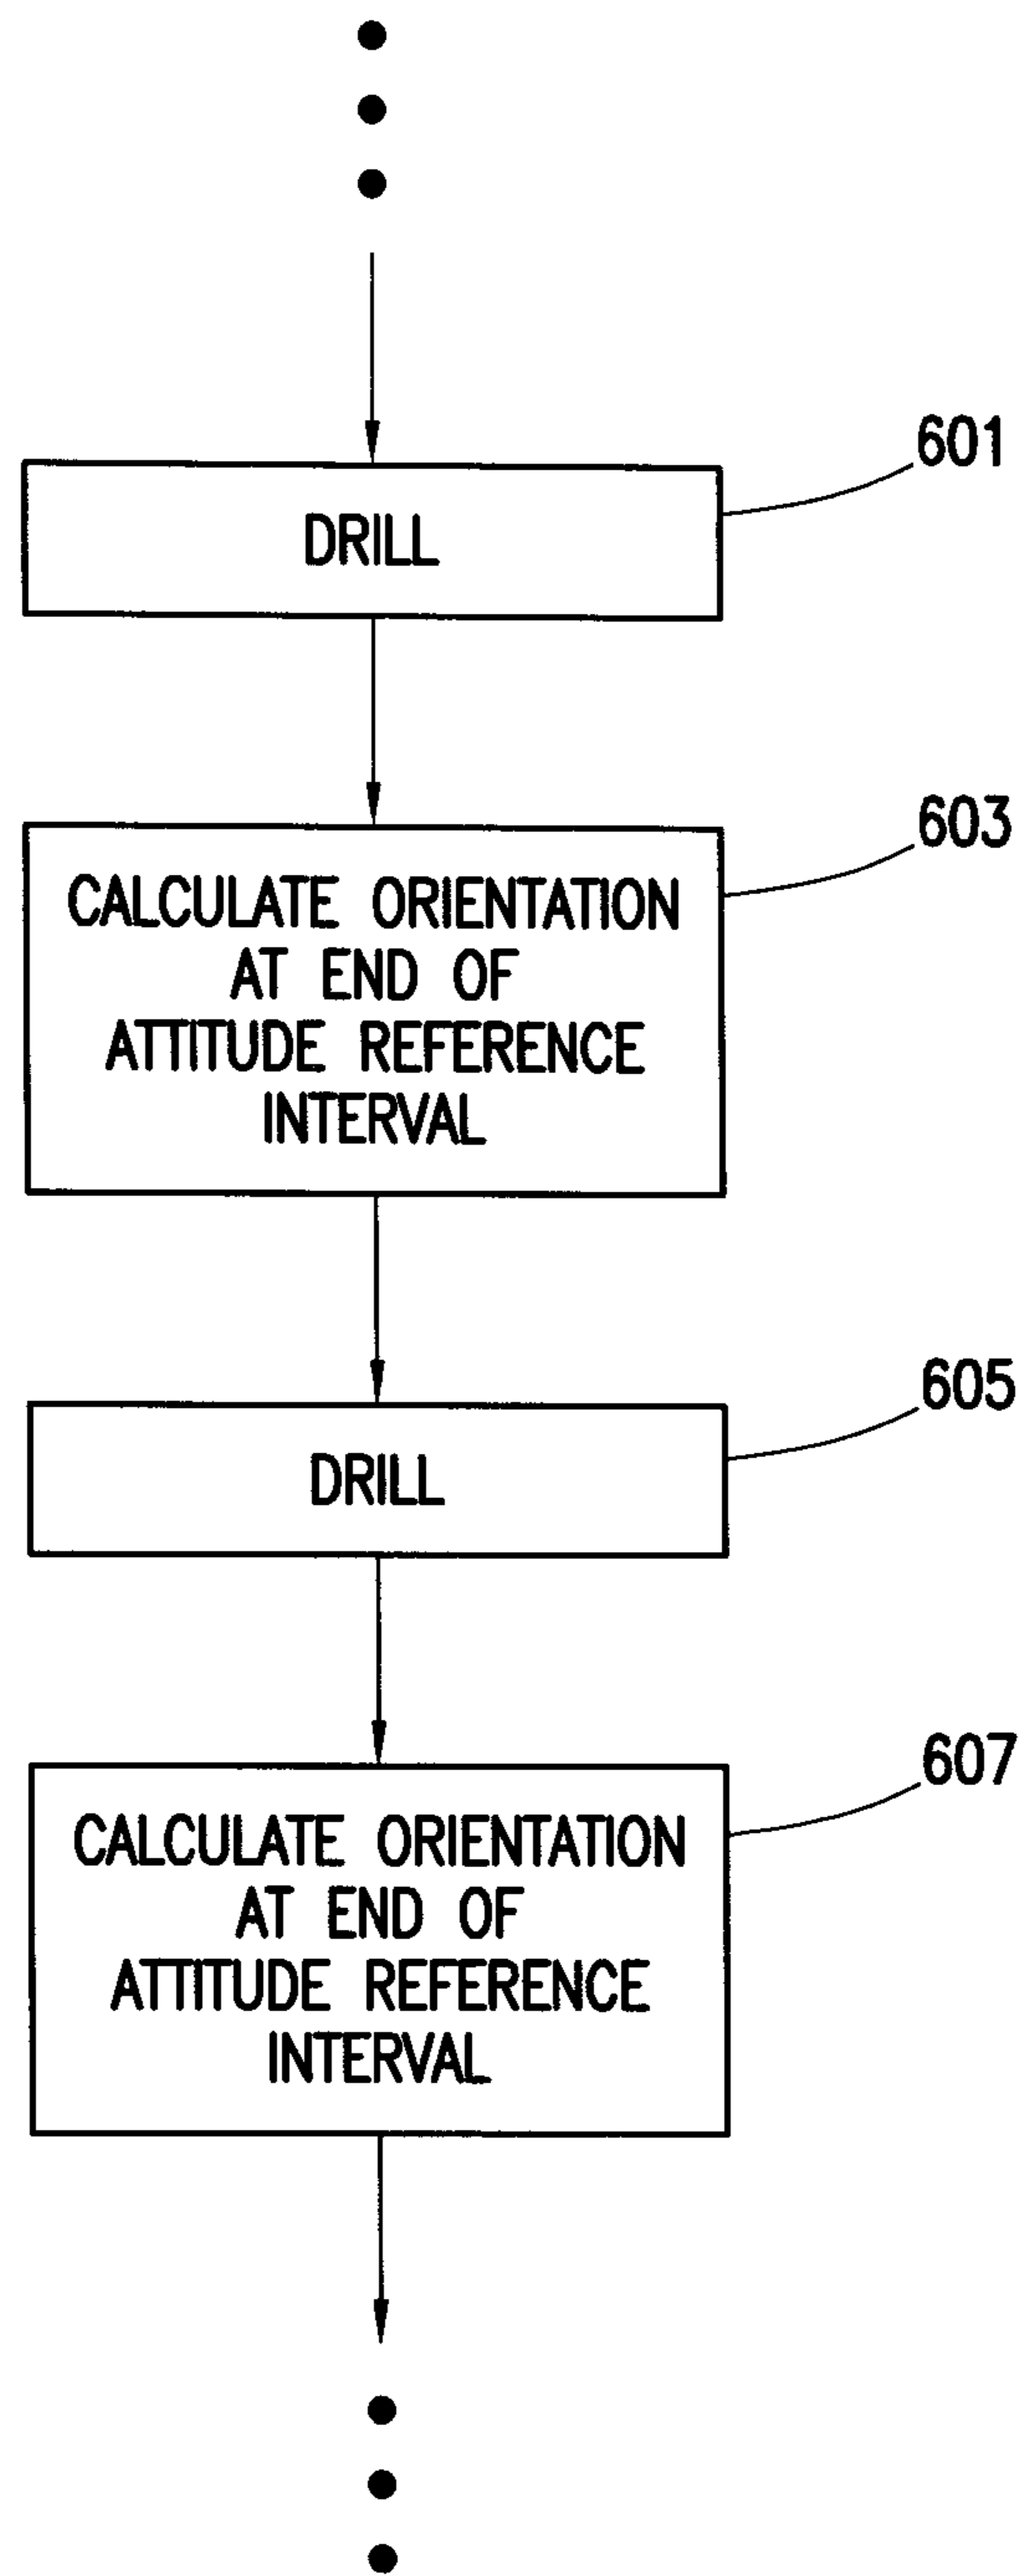 601
DRILL
603
CALCULATE ORIENTATION
AT END OF
ATTITUDE REFERENCE
INTERVAL
605
DRILL
607
CALCULATE ORIENTATION
AT END OF
ATTITUDE REFERENCE
INTERVAL